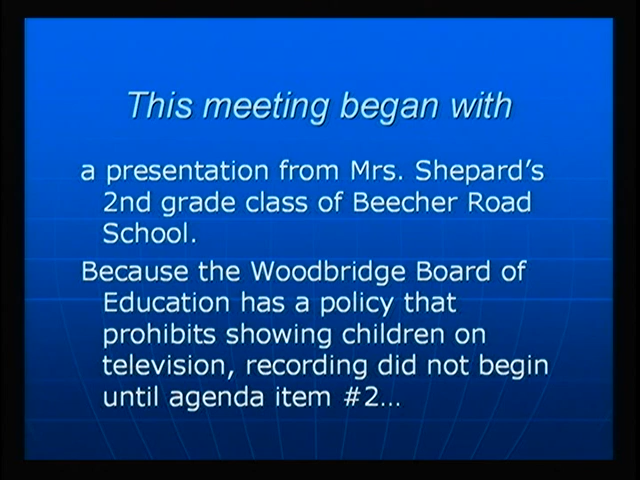 This meeting began with
a presentation from Mrs. Shepard's
2nd grade class of Beecher Road
School.
Because the Woodbridge Board of
Education has a policy that
prohibits showing children on
television, recording did not begin
until agenda item #2…